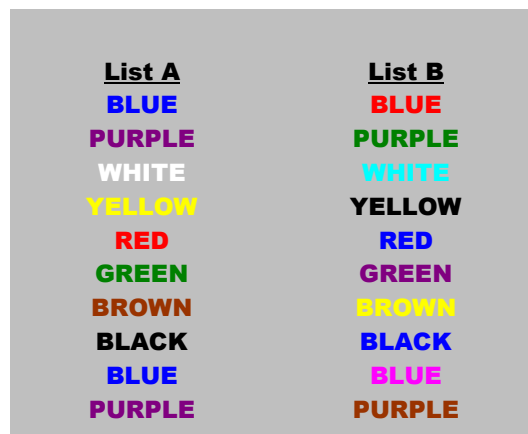 List A
BLUE
PURPLE
WHITE
YELLOW
RED
GREEN
BROWN
BLACK
BLUE
PURPLE
List B
BLUE
PURPLE
WHITE
YELLOW
RED
GREEN
BROWN
BLACK
BLUE
PURPLE